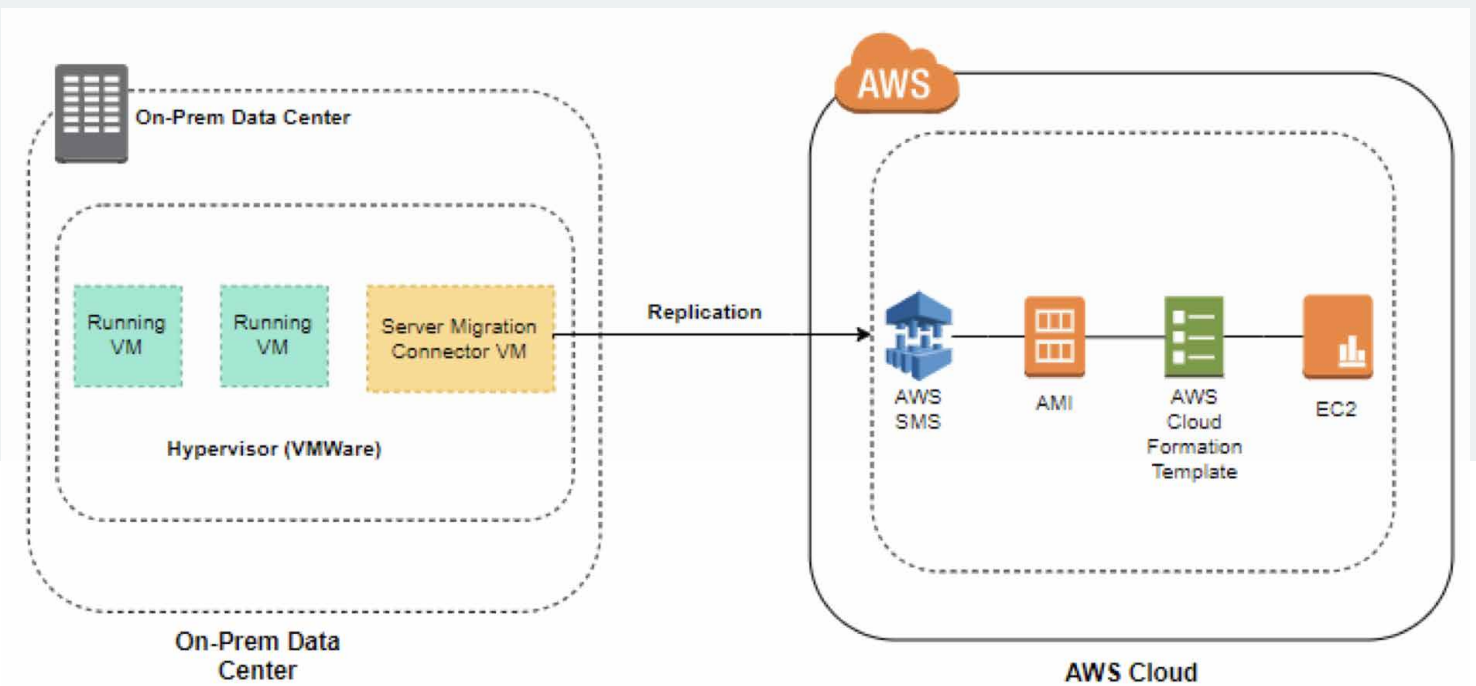 AWS
On-Prem Data Center
Running
VM
Running
VM
Server Migration
Connector VM
Hypervisor (VMWare)
Replication
AWS
SMS
AMI
AWS
Cloud
Formation
Template
EC2
On-Prem Data
Center
AWS Cloud